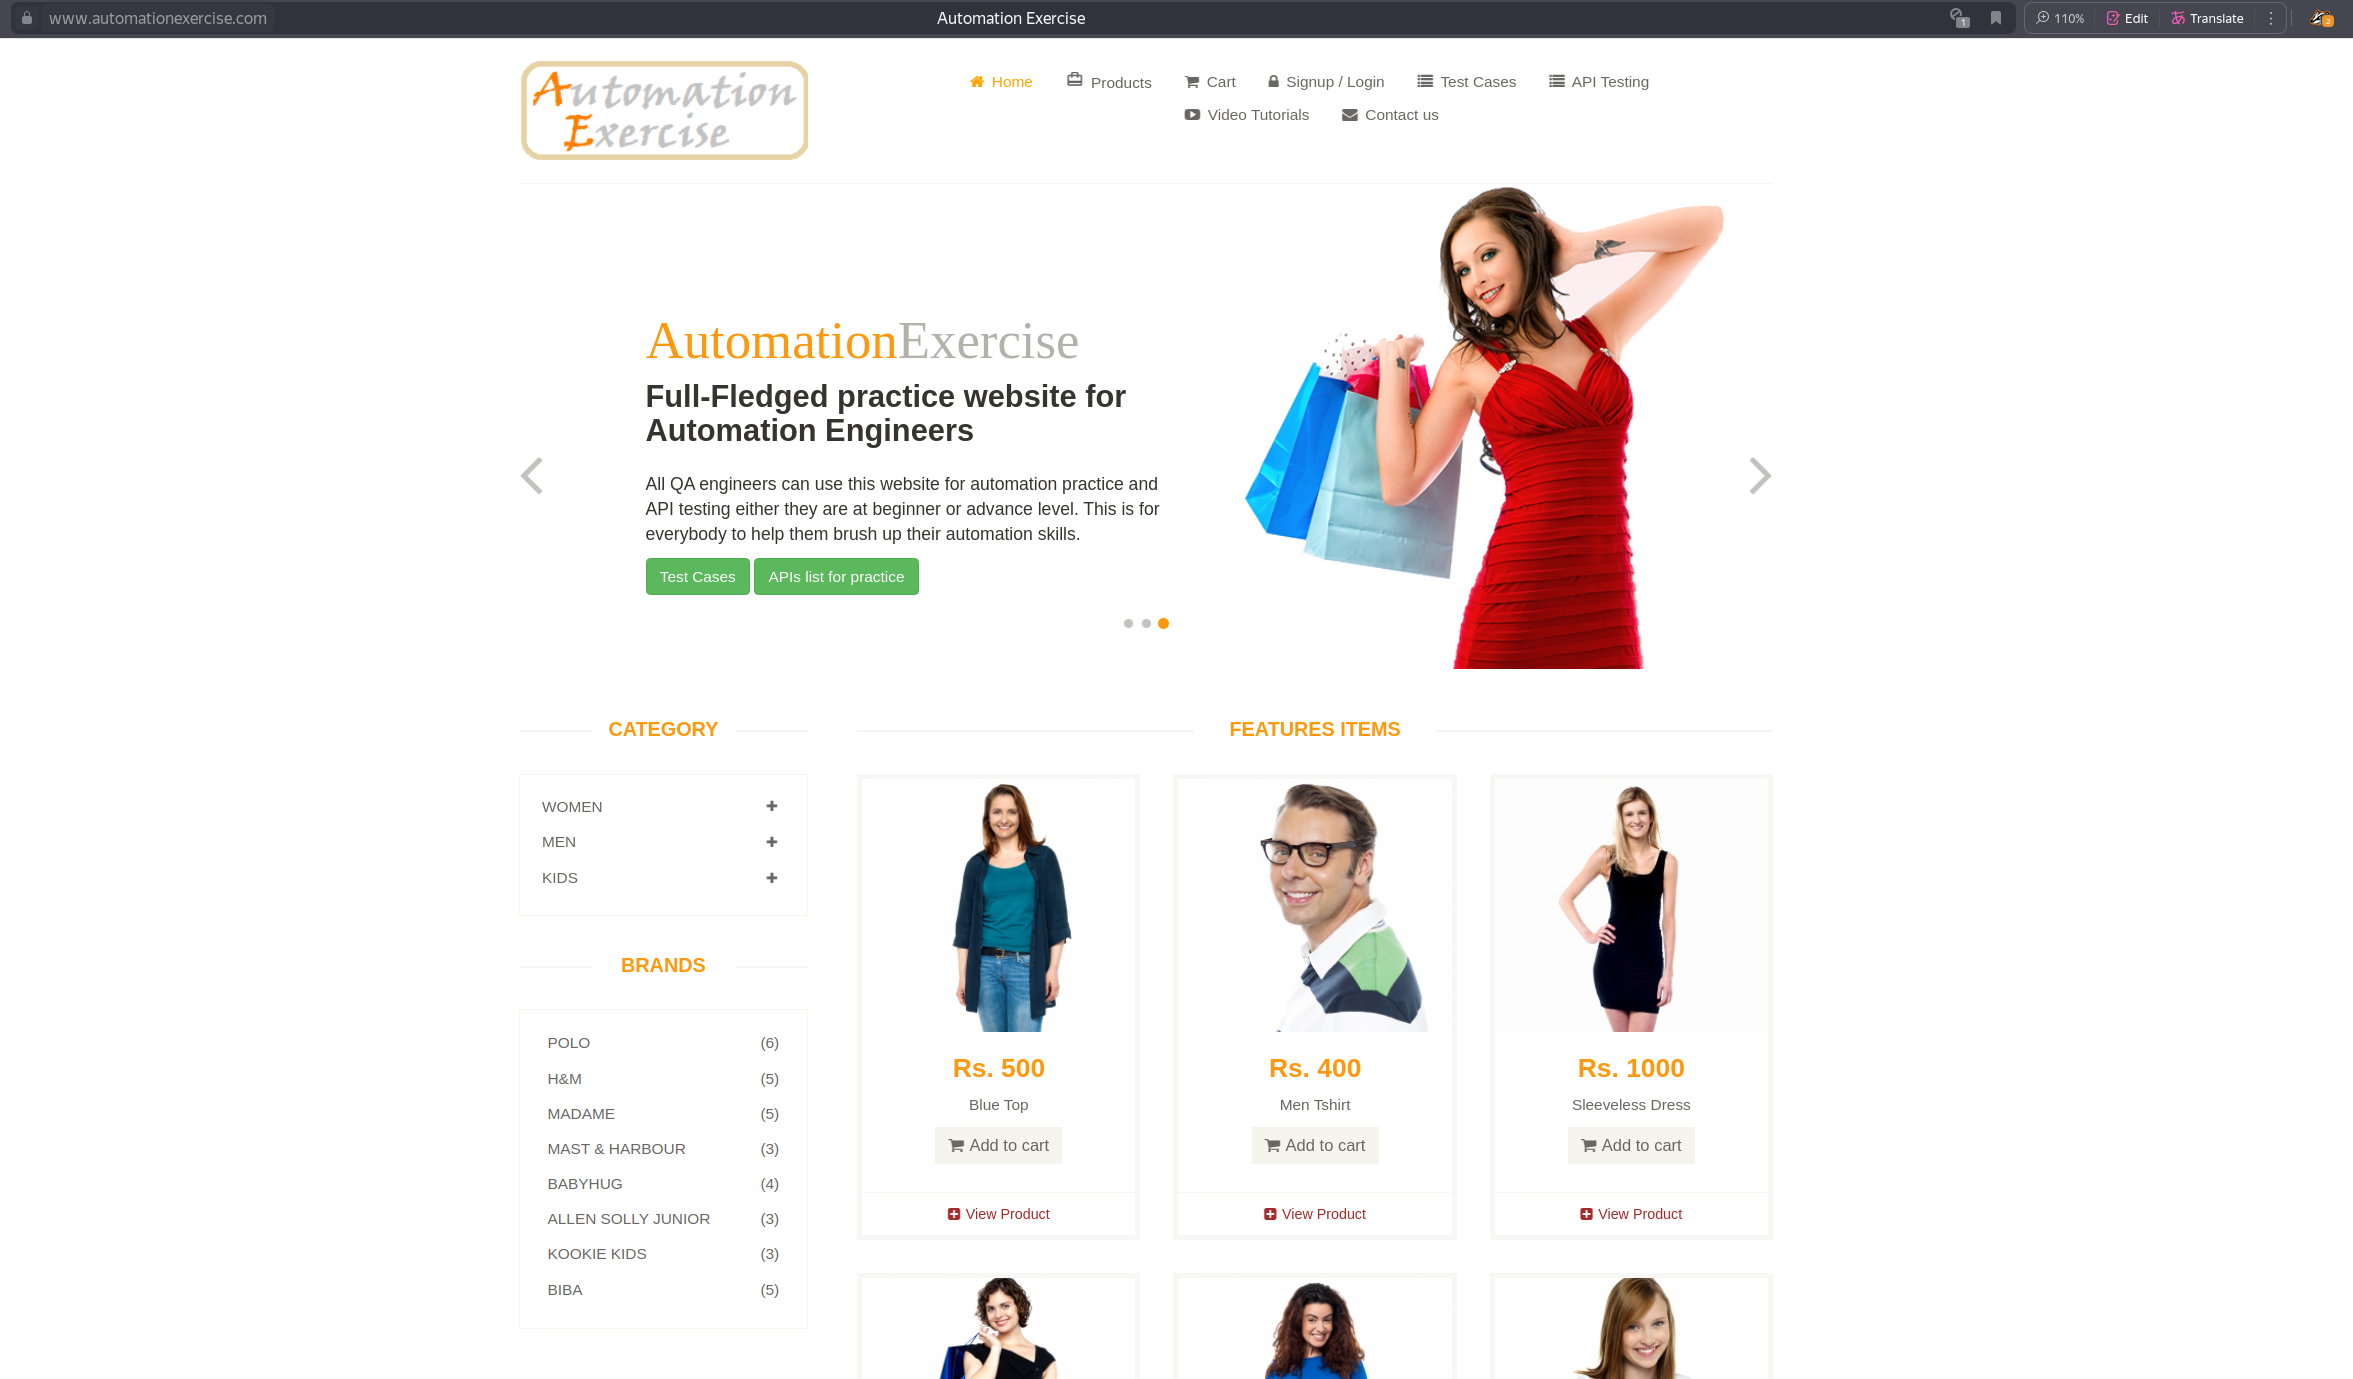 www.automationexercise.com
Automation Exercise
1
110%
Edit
Translate
2
Automation
Exercise
Home
Products
Cart
Signup / Login
Test Cases
API Testing
Video Tutorials
Contact us
AutomationExercise
Full-Fledged practice website for
Automation Engineers
All QA engineers can use this website for automation practice and
API testing either they are at beginner or advance level. This is for
everybody to help them brush up their automation skills.
Test Cases
APIs list for practice
CATEGORY
WOMEN
MEN
KIDS
BRANDS
POLO (6)
H&M (5)
MADAME (5)
MAST & HARBOUR (3)
BABYHUG (4)
ALLEN SOLLY JUNIOR (3)
KOOKIE KIDS (3)
BIBA (5)
FEATURES ITEMS
Rs. 500
Blue Top
Add to cart
View Product
Rs. 400
Men Tshirt
Add to cart
View Product
Rs. 1000
Sleeveless Dress
Add to cart
View Product